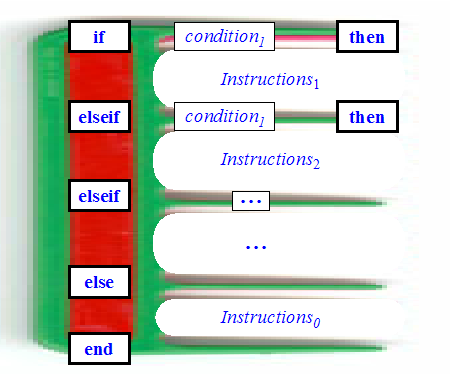 if condition₁ then
Instructions₁
elseif condition₁ then
Instructions₂
elseif ...
...
else
Instructions₀
end